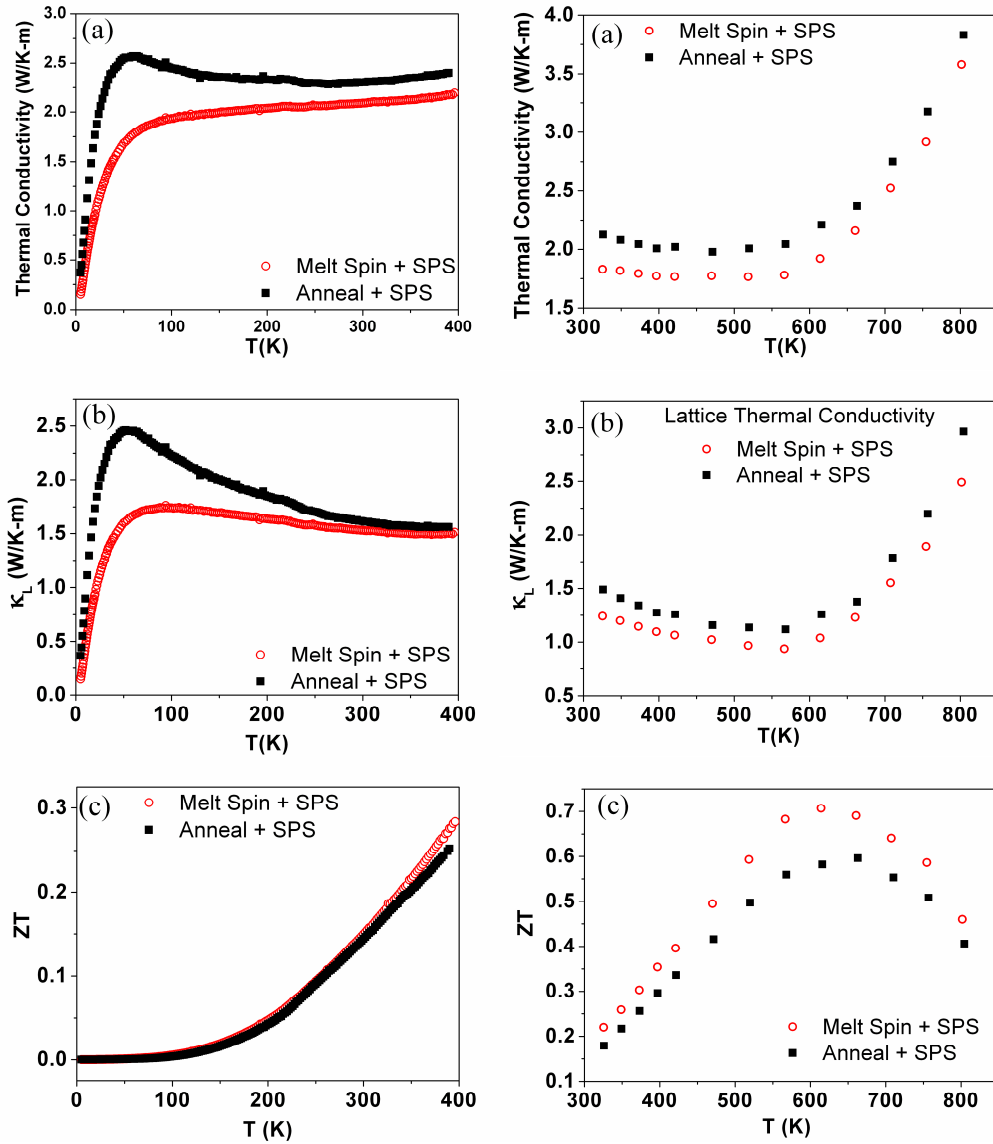 (a)
Thermal Conductivity (W/K-m)
3.0
2.5
2.0
1.5
1.0
0.5
0.0
Melt Spin + SPS
Anneal + SPS
0 100 200 300 400
T(K)
(a)
Thermal Conductivity (W/K-m)
4.0
3.5
3.0
2.5
2.0
1.5
Melt Spin + SPS
Anneal + SPS
300 400 500 600 700 800
T(K)
(b)
κL (W/K-m)
2.5
2.0
1.5
1.0
0.5
0.0
Melt Spin + SPS
Anneal + SPS
0 100 200 300 400
T(K)
(b)
Lattice Thermal Conductivity
κL (W/K-m)
3.0
2.5
2.0
1.5
1.0
0.5
Melt Spin + SPS
Anneal + SPS
300 400 500 600 700 800
T(K)
(c)
ZT
0.3
0.2
0.1
0.0
Melt Spin + SPS
Anneal + SPS
0 100 200 300 400
T (K)
(c)
ZT
0.7
0.6
0.5
0.4
0.3
0.2
0.1
Melt Spin + SPS
Anneal + SPS
300 400 500 600 700 800
T (K)